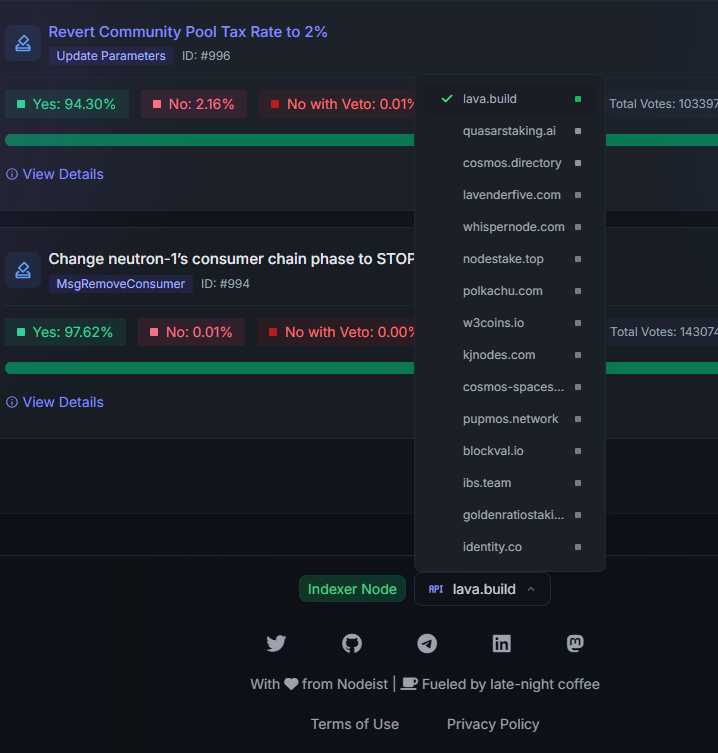 Revert Community Pool Tax Rate to 2%
Update Parameters ID: #996
Yes: 94.30% No: 2.16% No with Veto: 0.01% Total Votes: 103397
View Details
Change neutron-1's consumer chain phase to STOP
MsgRemoveConsumer ID: #994
Yes: 97.62% No: 0.01% No with Veto: 0.00% Total Votes: 143074
View Details
lava.build
quasarstaking.ai
cosmos.directory
lavenderfive.com
whispernode.com
nodestake.top
polkachu.com
w3coins.io
kjnodes.com
cosmos-spaces...
pupmos.network
blockval.io
ibs.team
goldenratiostaki...
identity.co
Indexer Node API lava.build
With from Nodeist | Fueled by late-night coffee
Terms of Use Privacy Policy